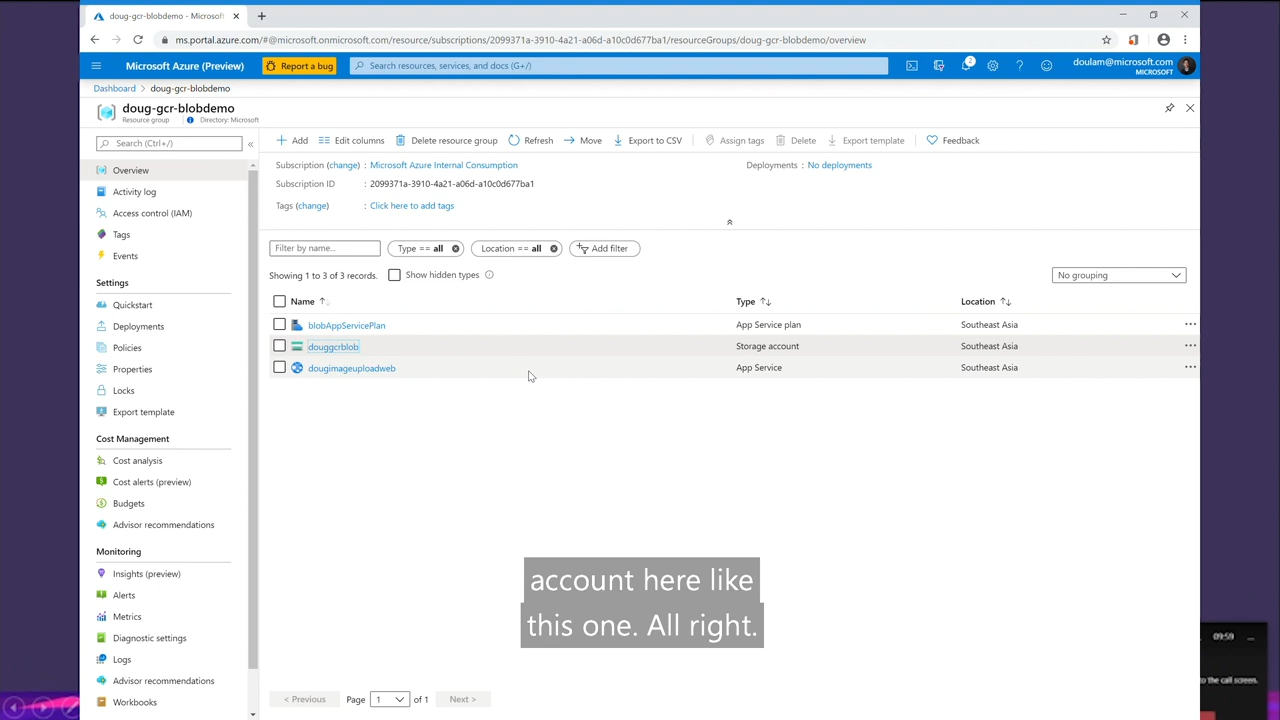 doug-gcr-blobdemo - Microsoft
ms.portal.azure.com/#@microsoft.onmicrosoft.com/resource/subscriptions/2099371a-3910-4a21-a06d-a10c0d677ba1/resourceGroups/doug-gcr-blobdemo/overview
Microsoft Azure (Preview)
Report a bug
Search resources, services, and docs (G+/)
2
doulam@microsoft.com
MICROSOFT
Dashboard > doug-gcr-blobdemo
doug-gcr-blobdemo
Resource group
Directory: Microsoft
Search (Ctrl+/)
Overview
Activity log
Access control (IAM)
Tags
Events
Settings
Quickstart
Deployments
Policies
Properties
Locks
Export template
Cost Management
Cost analysis
Cost alerts (preview)
Budgets
Advisor recommendations
Monitoring
Insights (preview)
Alerts
Metrics
Diagnostic settings
Logs
Advisor recommendations
Workbooks
Add Edit columns Delete resource group Refresh Move Export to CSV Assign tags Delete Export template Feedback
Subscription (change) : Microsoft Azure Internal Consumption
Deployments : No deployments
Subscription ID : 2099371a-3910-4a21-a06d-a10c0d677ba1
Tags (change) : Click here to add tags
Filter by name...
Type == all
Location == all
Add filter
Showing 1 to 3 of 3 records.
Show hidden types
No grouping
Name Type Location
blobAppServicePlan App Service plan Southeast Asia
douggcrblob Storage account Southeast Asia
dougimageuploadweb App Service Southeast Asia
account here like
this one. All right.
< Previous Page 1 of 1 Next >
09:59
to the call screen.